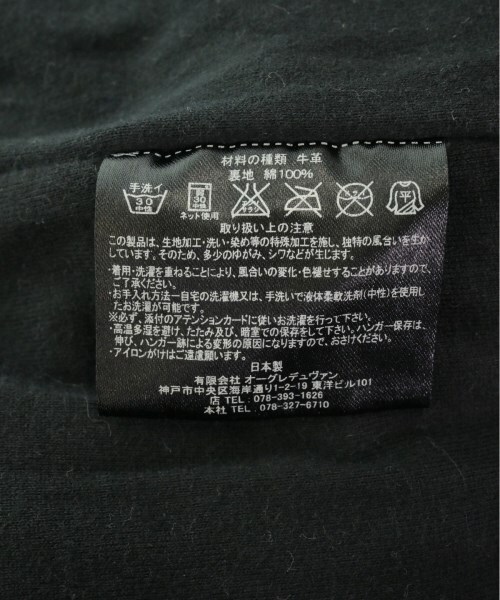 材料の種類 牛革
裏地 綿100%
手洗イ
30
中性
弱
30
中性
ネット使用
平
取り扱い上の注意
この製品は、生地加工・洗い・染め等の特殊加工を施し、独特の風合いを生か
しています。そのため、多少のゆがみ、シワなどが生じます。
・着用・洗濯を重ねることにより、風合いの変化・色褪せすることがありますので、
ご了承ください。
・お手入れ方法一自宅の洗濯機又は、手洗いで液体柔軟洗剤(中性)を使用し
たお洗濯が可能です。
※必ず、添付のアテンションカードに従いお洗濯を行って下さい。
・高温多湿を避け、たたみ及び、暗室での保存をして下さい。ハンガー保存は、
伸び、ハンガー跡による変形の原因になりますので、おさけください。
・アイロンがけはご遠慮願います。
日本製
有限会社 オーグレデュヴァン
神戸市中央区海岸通り1-2-19 東洋ビル101
店 TEL 078-393-1626
本社 TEL 078-327-6710